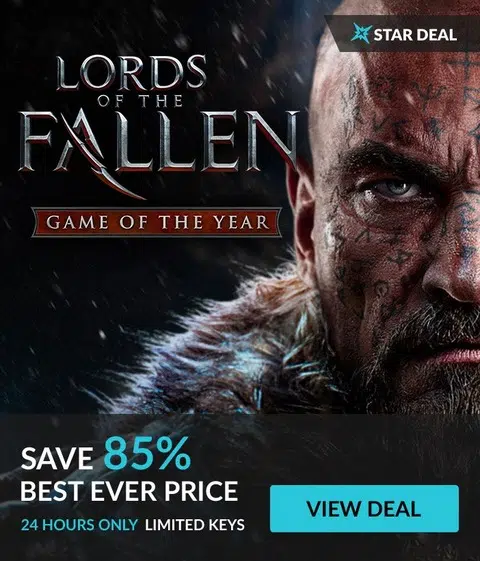 STAR DEAL
LORDS
OF THE
FALLEN
GAME OF THE YEAR
SAVE 85%
BEST EVER PRICE
24 HOURS ONLY LIMITED KEYS
VIEW DEAL